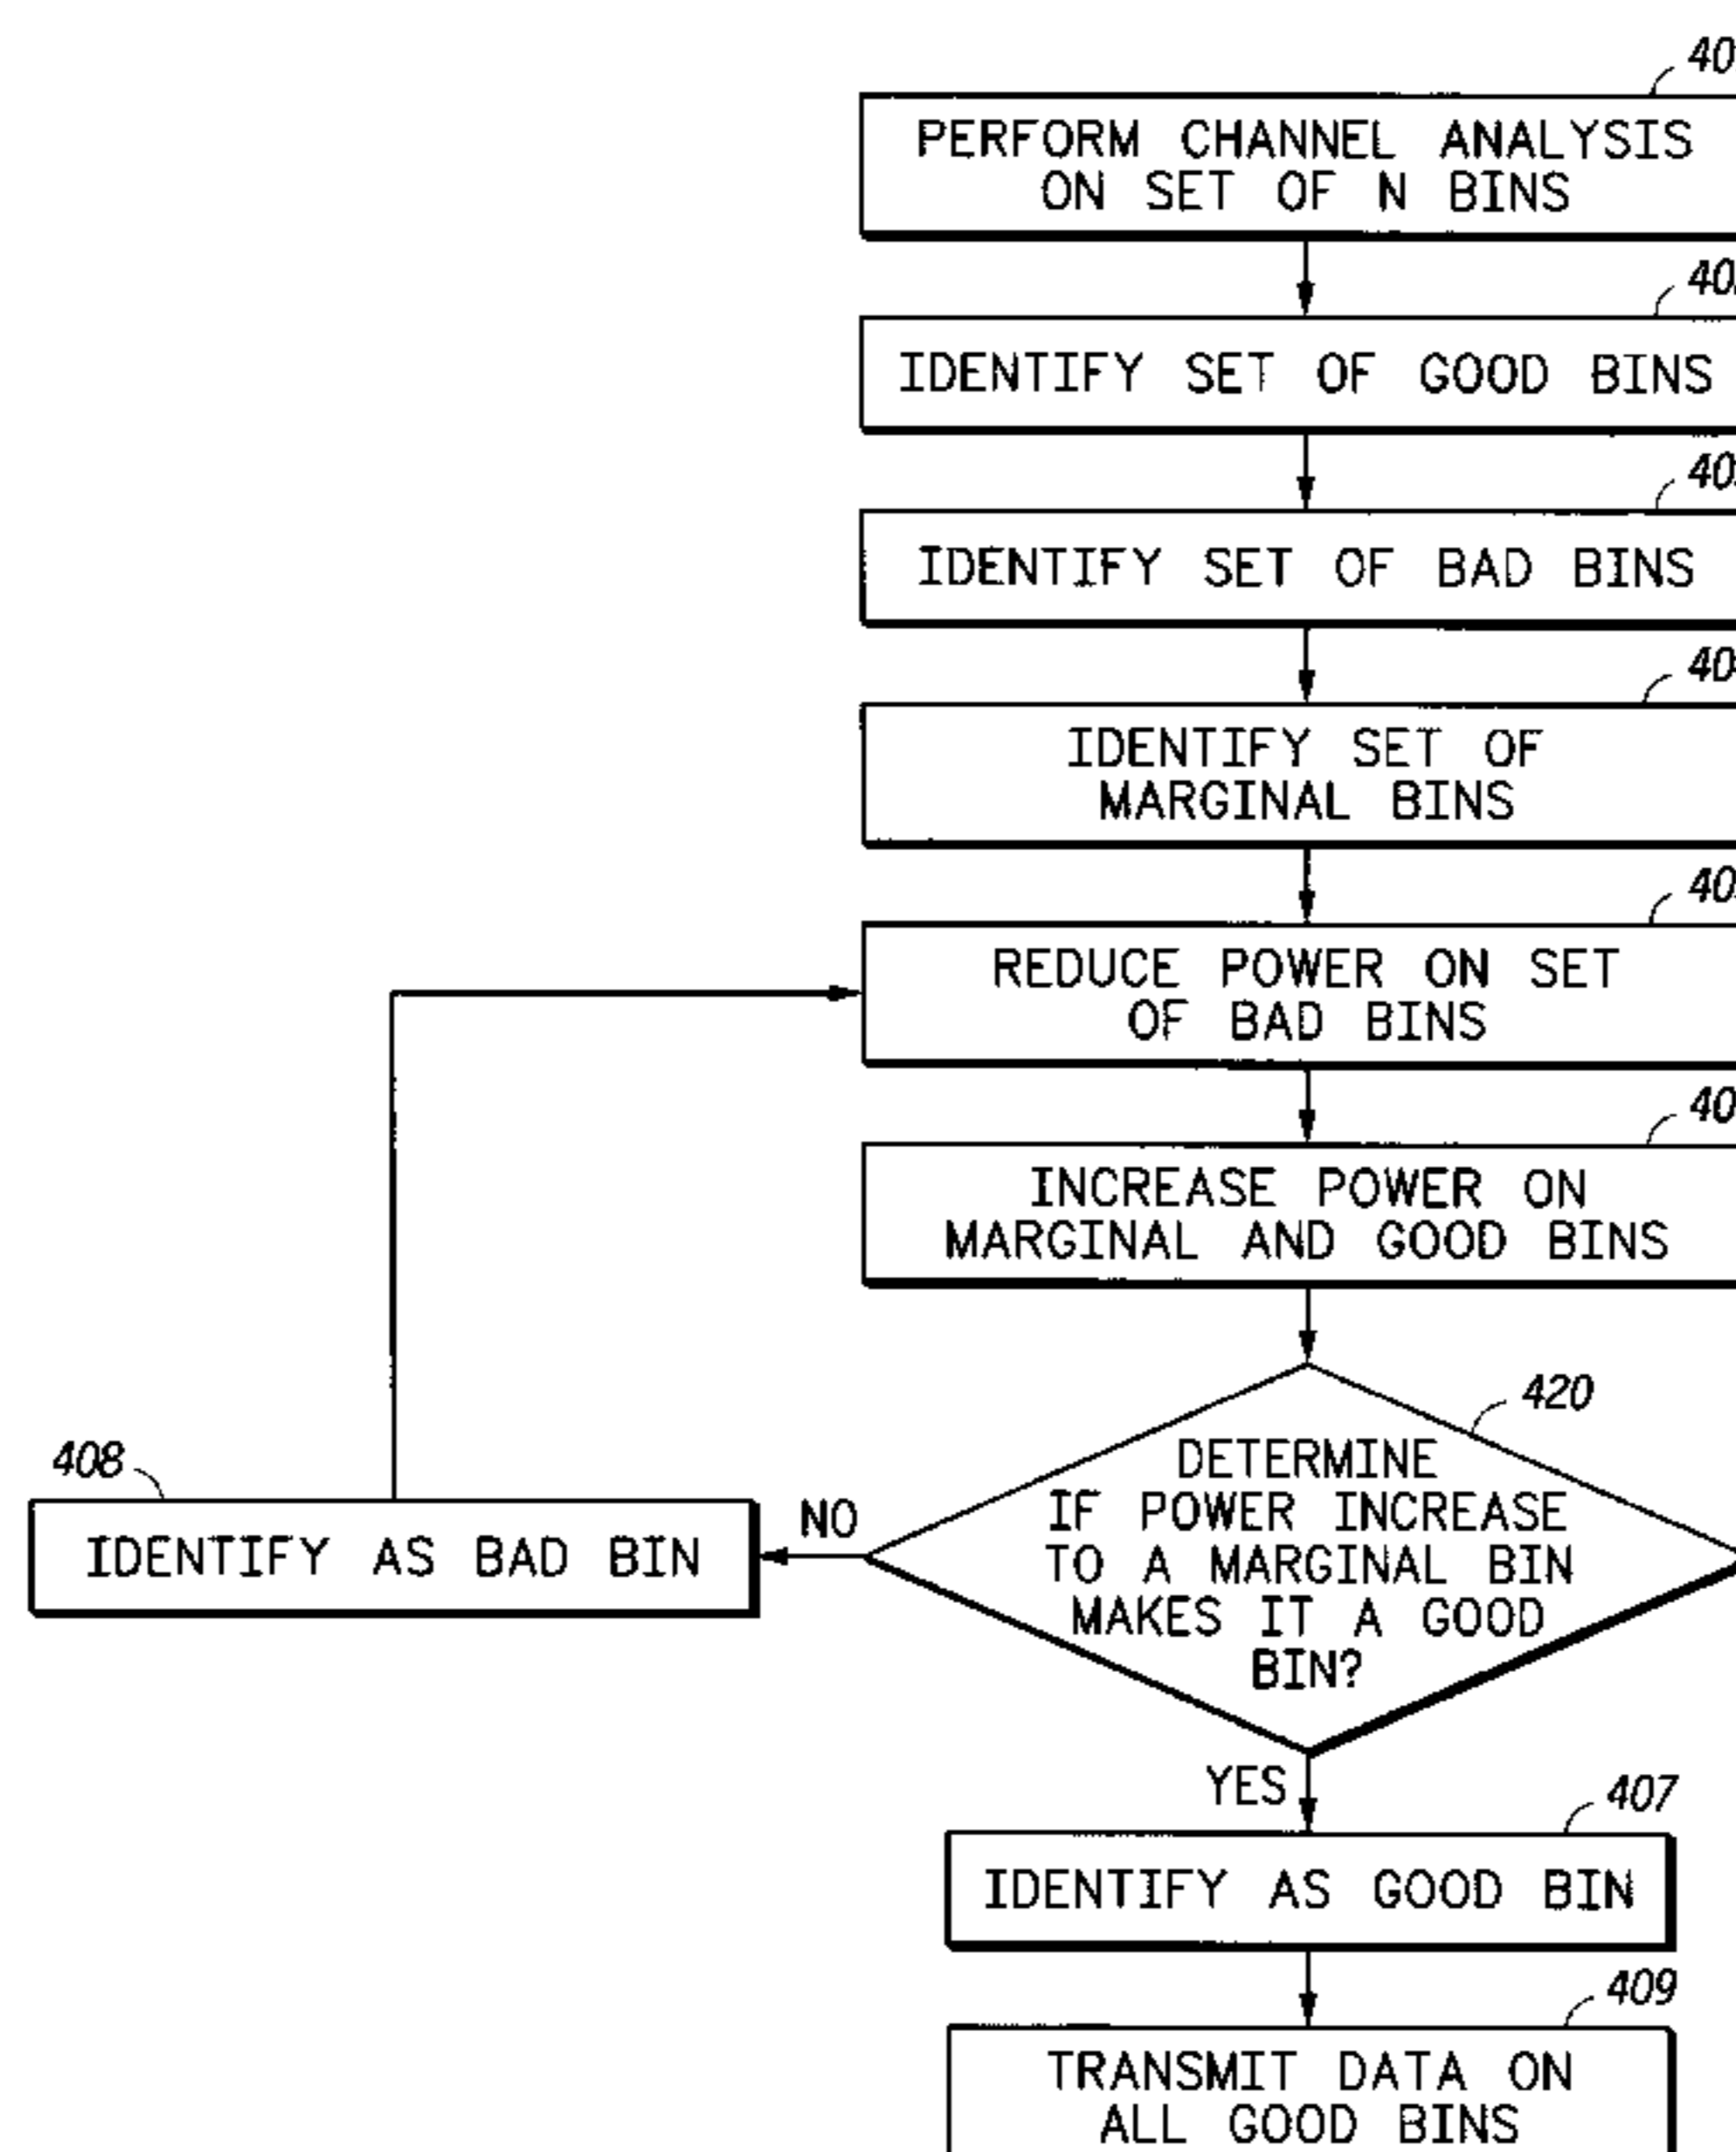 PERFORM CHANNEL ANALYSIS
ON SET OF N BINS
IDENTIFY SET OF GOOD BINS
IDENTIFY SET OF BAD BINS
IDENTIFY SET OF
MARGINAL BINS
REDUCE POWER ON SET
OF BAD BINS
INCREASE POWER ON
MARGINAL AND GOOD BINS
420
DETERMINE
IF POWER INCREASE
TO A MARGINAL BIN
MAKES IT A GOOD
BIN?
NO
408
IDENTIFY AS BAD BIN
YES
407
IDENTIFY AS GOOD BIN
409
TRANSMIT DATA ON
ALL GOOD BINS